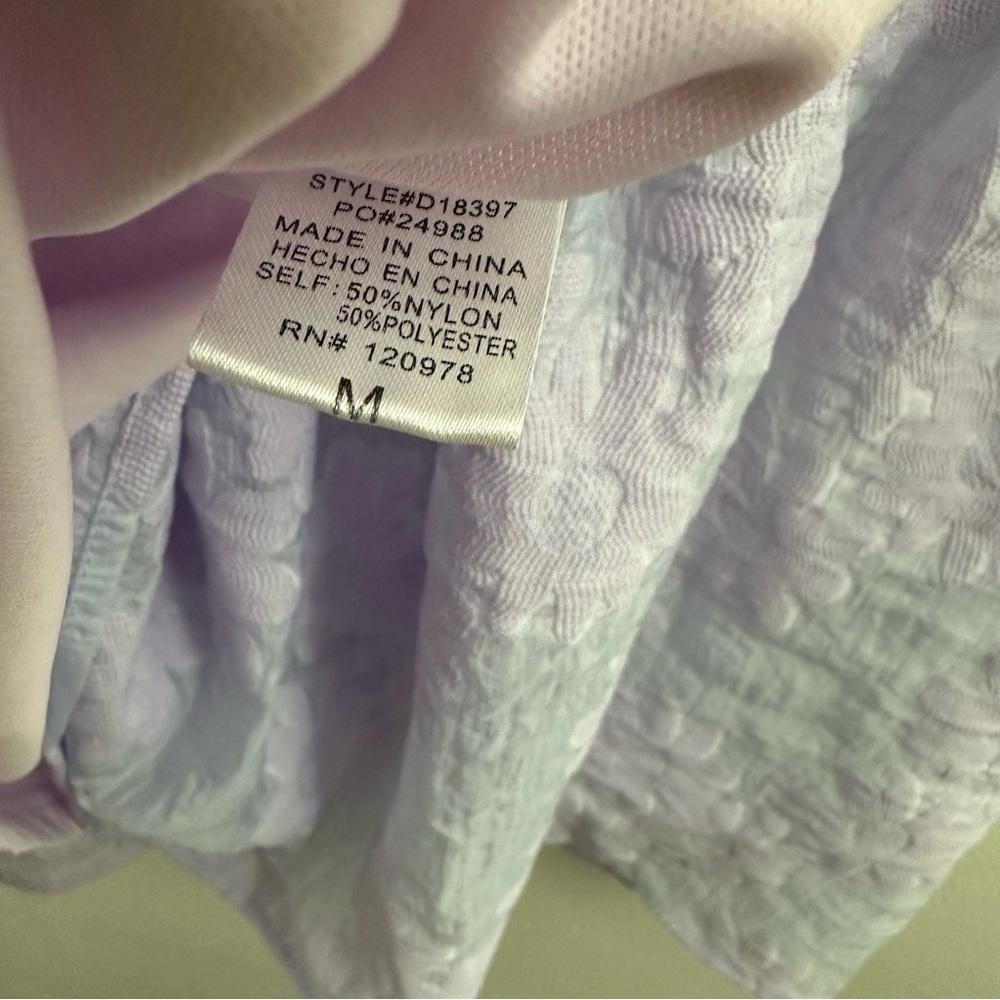 STYLE#D18397
PO#24988
MADE IN CHINA
HECHO EN CHINA
SELF: 50%NYLON
50%POLYESTER
RN# 120978
M